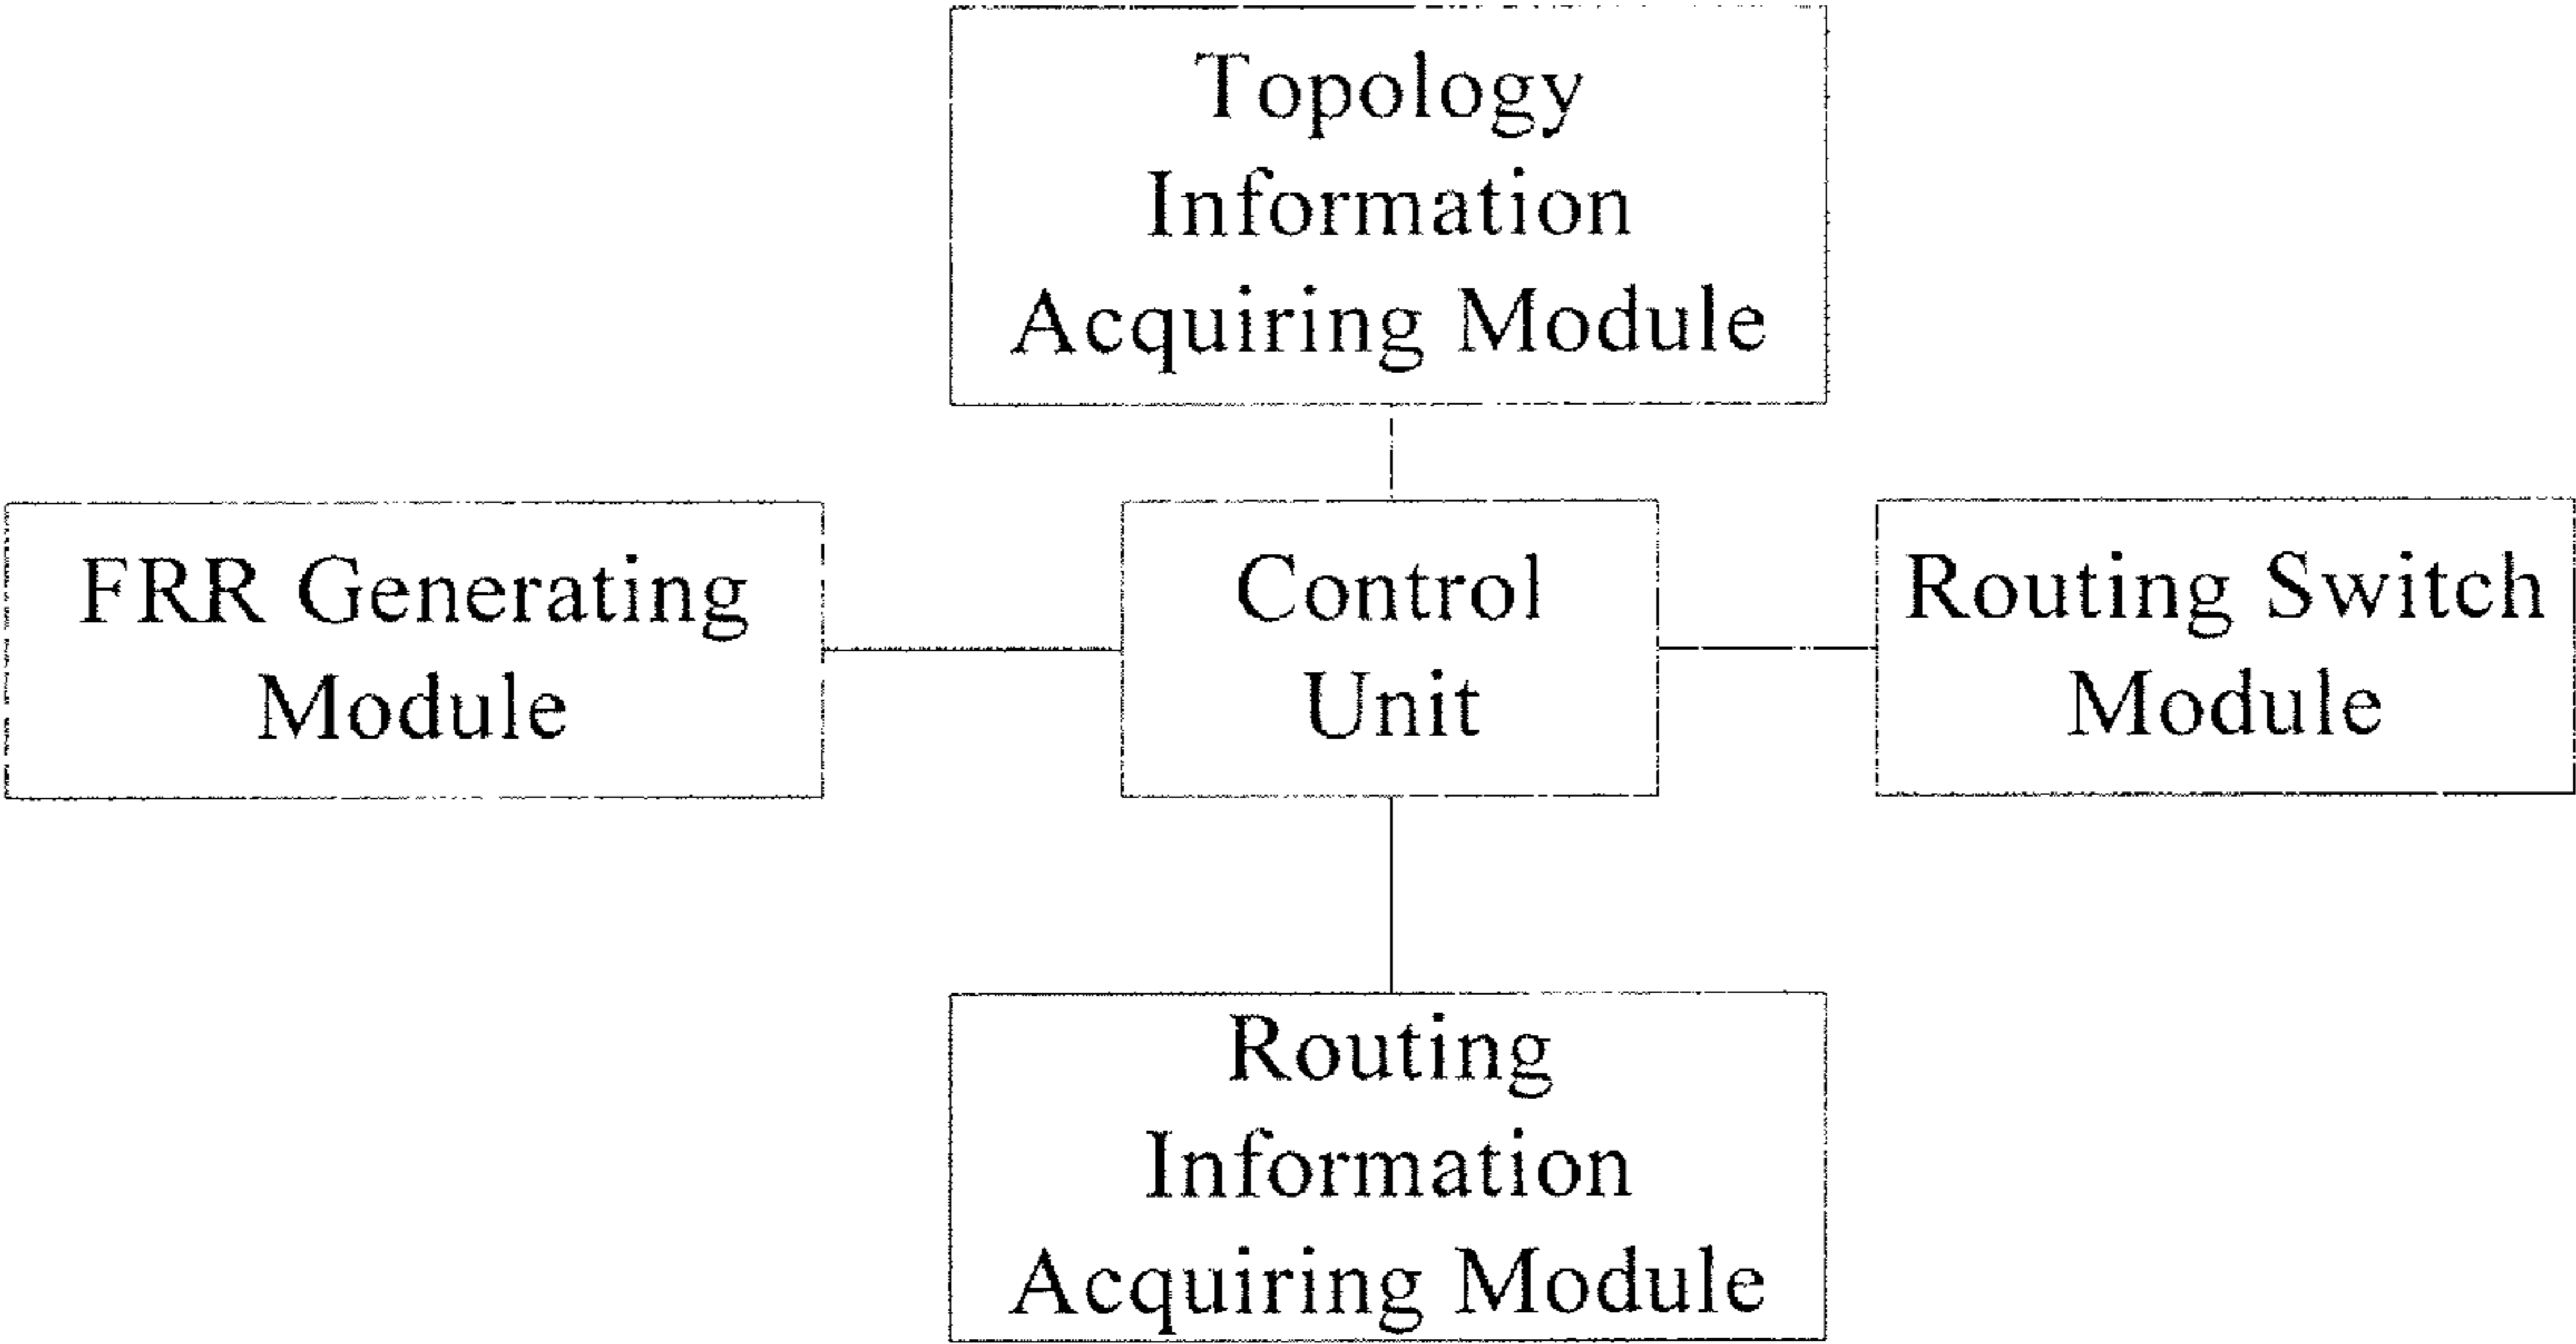 Topology
Information
Acquiring Module
FRR Generating
Module
Control
Unit
Routing Switch
Module
Routing
Information
Acquiring Module